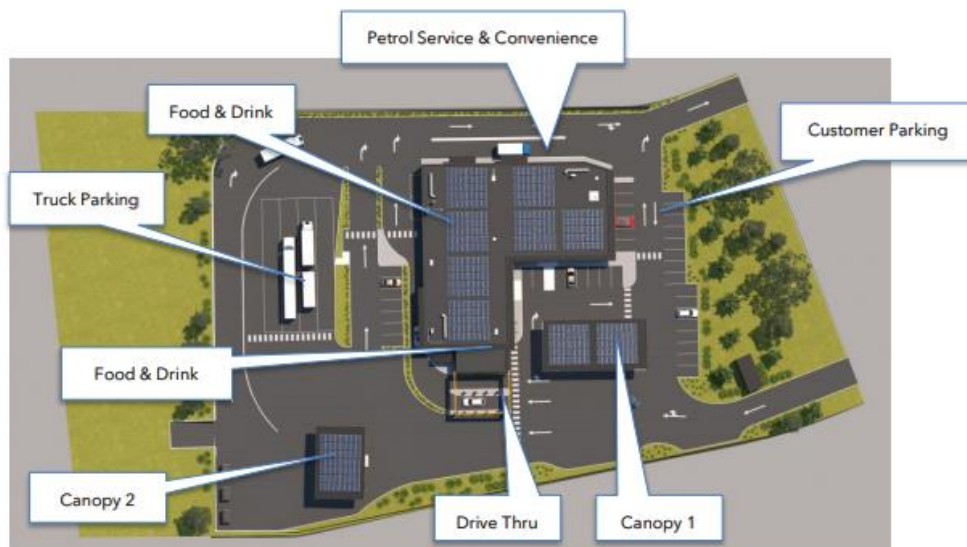 Petrol Service & Convenience
Food & Drink
Customer Parking
Truck Parking
Food & Drink
Canopy 2
Drive Thru
Canopy 1